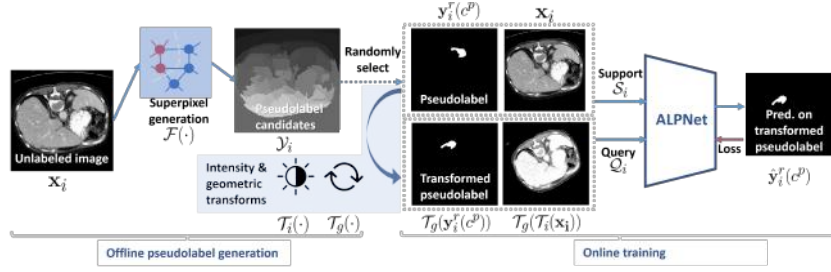 y_i^r(c^p)
x_i
Randomly
select
Support
S_i
Superpixel
generation
F(·)
Pseudolabel
candidates
Y_i
Pseudolabel
ALPNet
Unlabeled image
x_i
Pred. on
transformed
pseudolabel
Intensity &
geometric
transforms
Transformed
pseudolabel
Query
Q_i
Loss
ŷ_i^r(c^p)
T_i(·)
T_g(·)
T_g(y_i^r(c^p))
T_g(T_i(x_i))
Offline pseudolabel generation
Online training